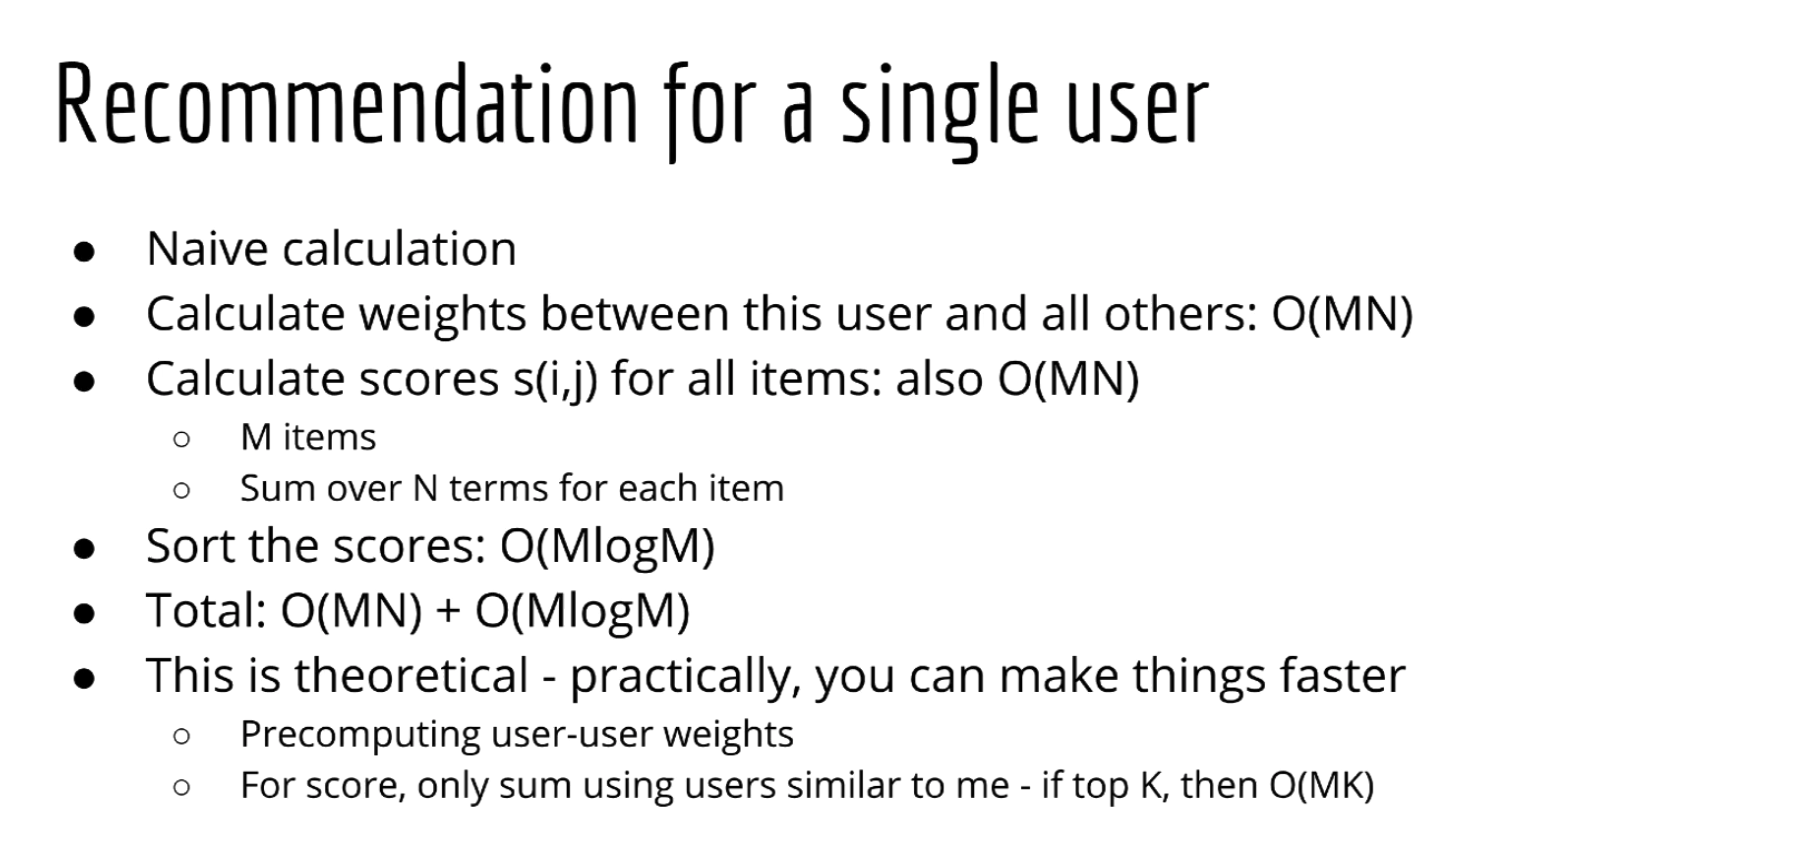 Recommendation for a single user
● Naive calculation
● Calculate weights between this user and all others: O(MN)
● Calculate scores s(i,j) for all items: also O(MN)
○ M items
○ Sum over N terms for each item
● Sort the scores: O(MlogM)
● Total: O(MN) + O(MlogM)
● This is theoretical - practically, you can make things faster
○ Precomputing user-user weights
○ For score, only sum using users similar to me - if top K, then O(MK)